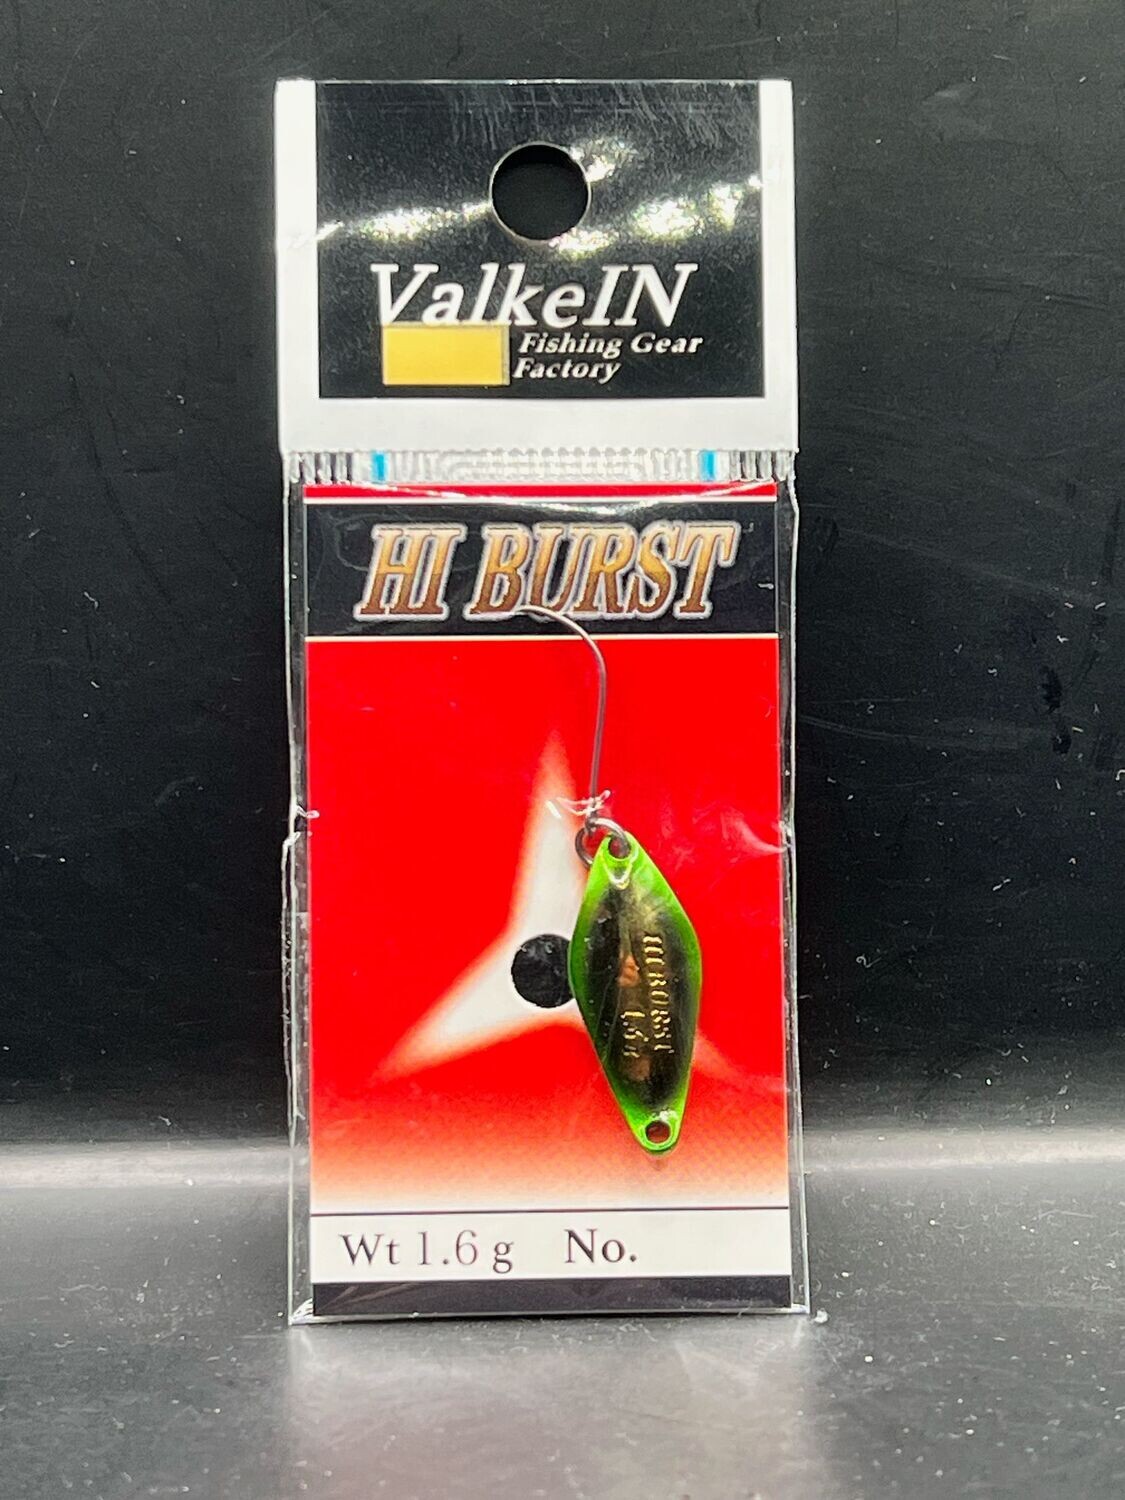 ValkeIN
Fishing Gear
Factory
HI BURST
HI BURST
1.6g
Wt 1.6 g No.